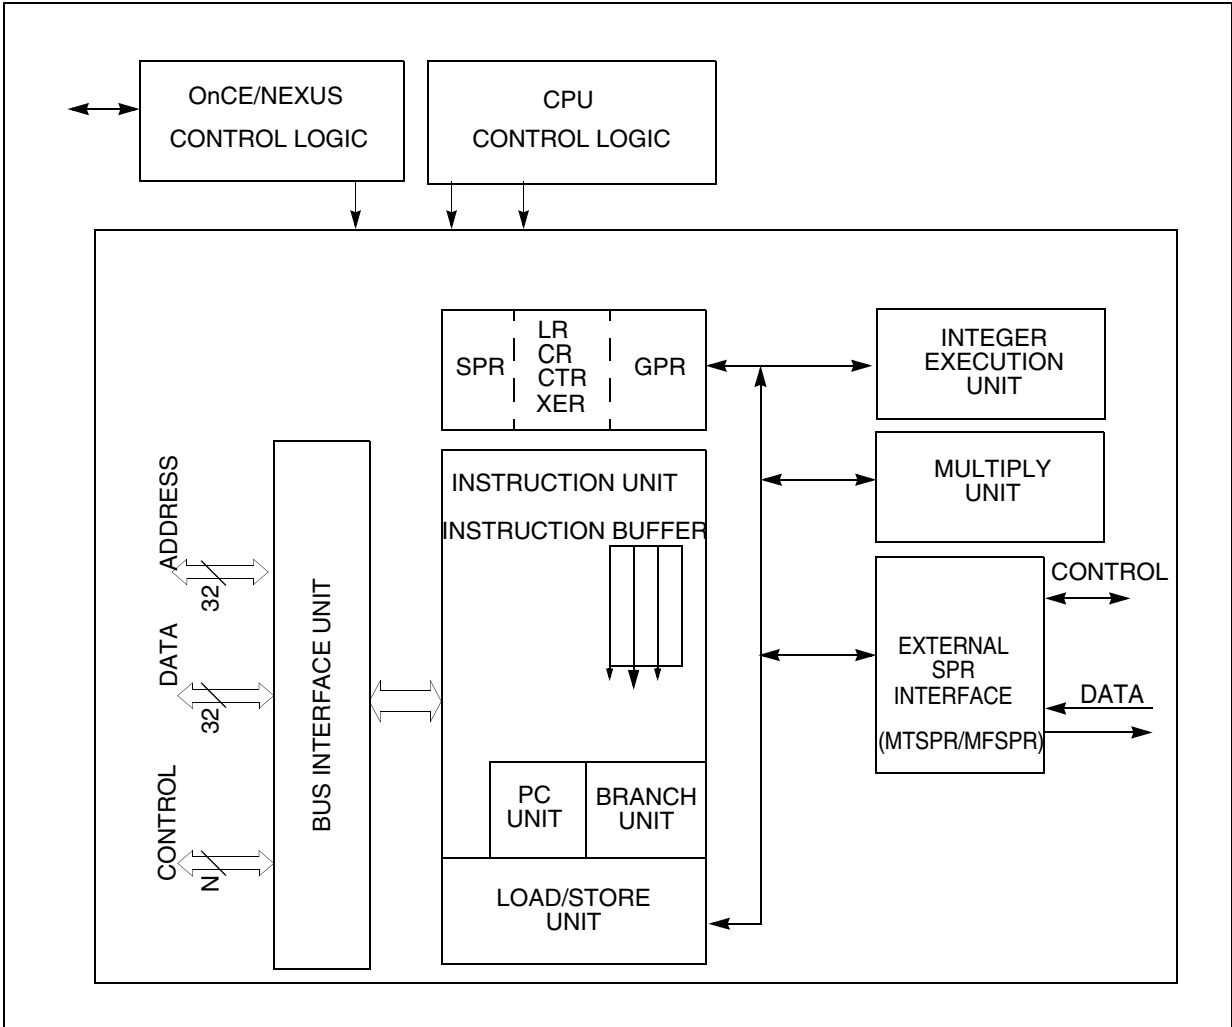 OnCE/NEXUS
CONTROL LOGIC
CPU
CONTROL LOGIC
SPR
LR
CR
CTR
XER
GPR
INTEGER
EXECUTION
UNIT
INSTRUCTION UNIT
INSTRUCTION BUFFER
MULTIPLY
UNIT
ADDRESS
32
DATA
32
CONTROL
N
BUS INTERFACE UNIT
EXTERNAL
SPR
INTERFACE
(MTSPR/MFSPR)
CONTROL
DATA
PC
UNIT
BRANCH
UNIT
LOAD/STORE
UNIT